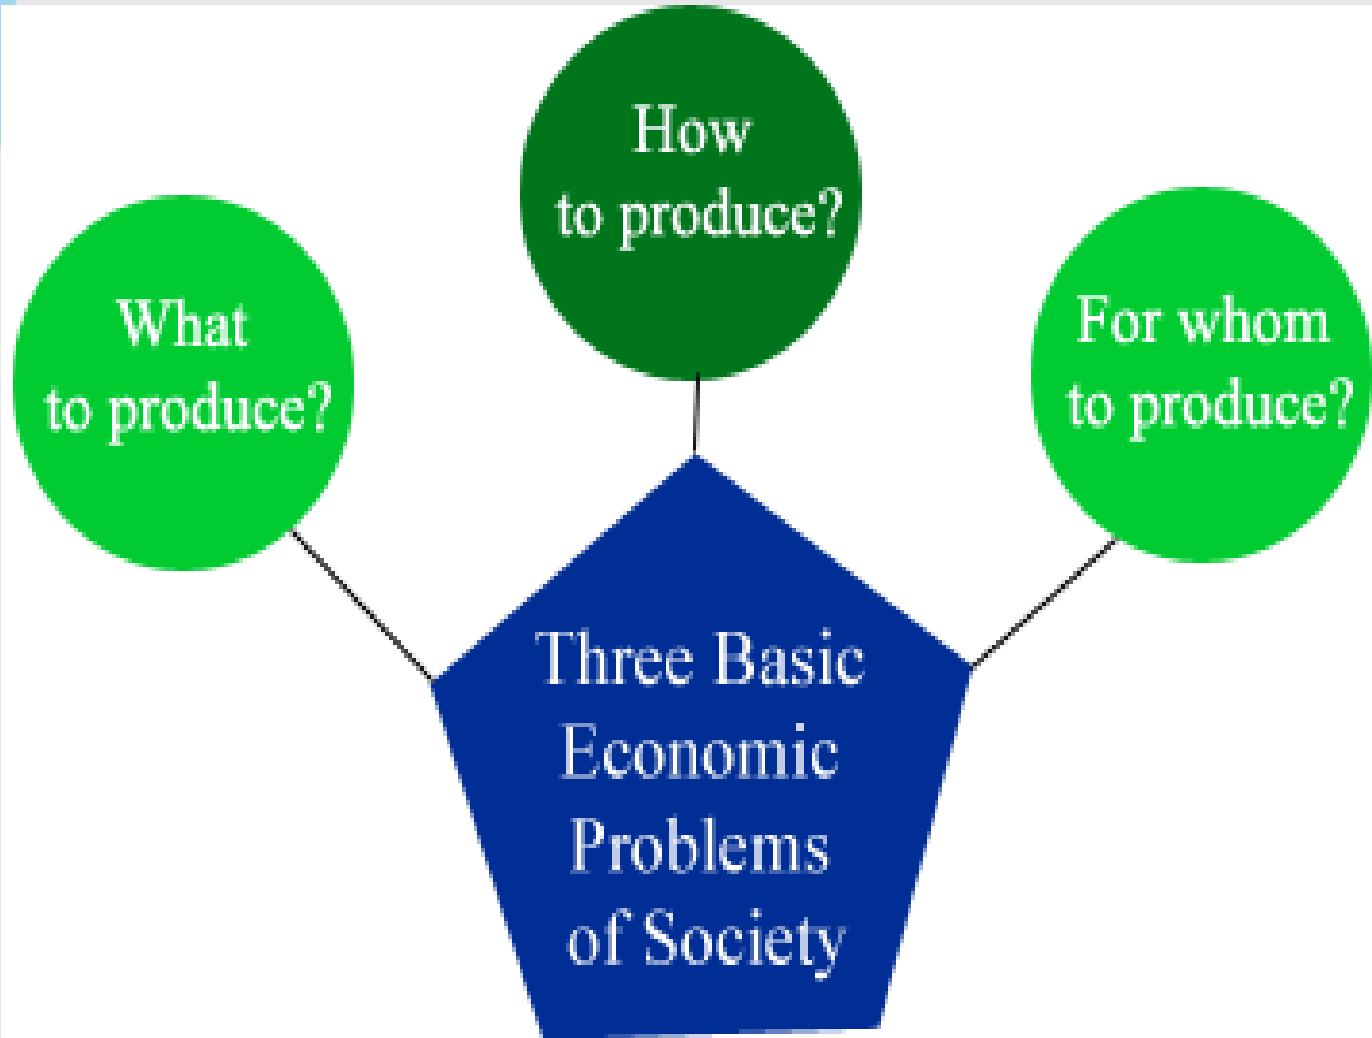 How
to produce?
What
to produce?
For whom
to produce?
Three Basic
Economic
Problems
of Society